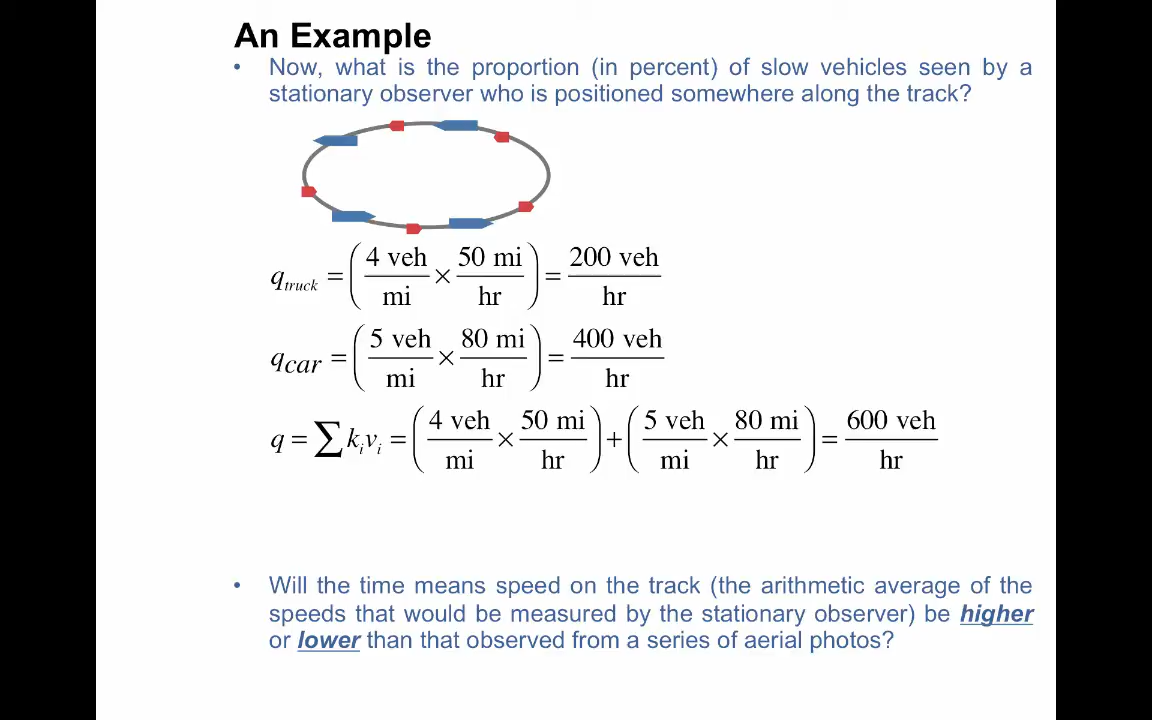 An Example
• Now, what is the proportion (in percent) of slow vehicles seen by a
stationary observer who is positioned somewhere along the track?
q_truck = (4 veh/mi × 50 mi/hr) = 200 veh/hr
q_car = (5 veh/mi × 80 mi/hr) = 400 veh/hr
q = ∑ k_i v_i = (4 veh/mi × 50 mi/hr) + (5 veh/mi × 80 mi/hr) = 600 veh/hr
• Will the time means speed on the track (the arithmetic average of the
speeds that would be measured by the stationary observer) be higher
or lower than that observed from a series of aerial photos?